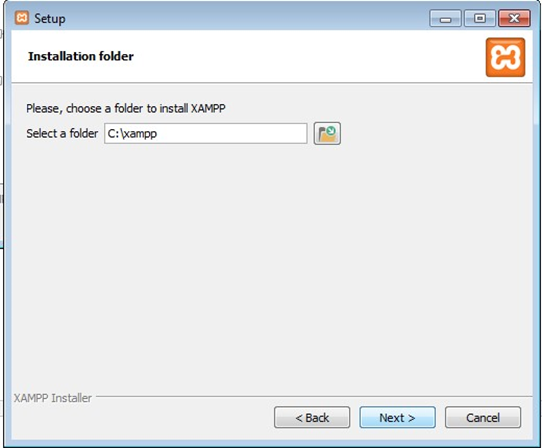 Setup
Installation folder
Please, choose a folder to install XAMPP
Select a folder C:\xampp
XAMPP Installer
< Back Next > Cancel